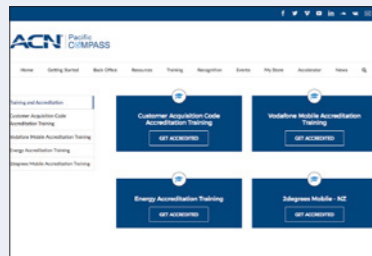 ACN Pacific
COMPASS
Home Getting Started Back Office Resources Training Recognition Events My Store Accelerator News
Training and Accreditation
Customer Acquisition Code
Accreditation Training
Vodafone Mobile Accreditation Training
Energy Accreditation Training
2degrees Mobile Accreditation Training
Customer Acquisition Code
Accreditation Training
GET ACCREDITED
Vodafone Mobile Accreditation
Training
GET ACCREDITED
Energy Accreditation Training
GET ACCREDITED
2degrees Mobile - NZ
GET ACCREDITED